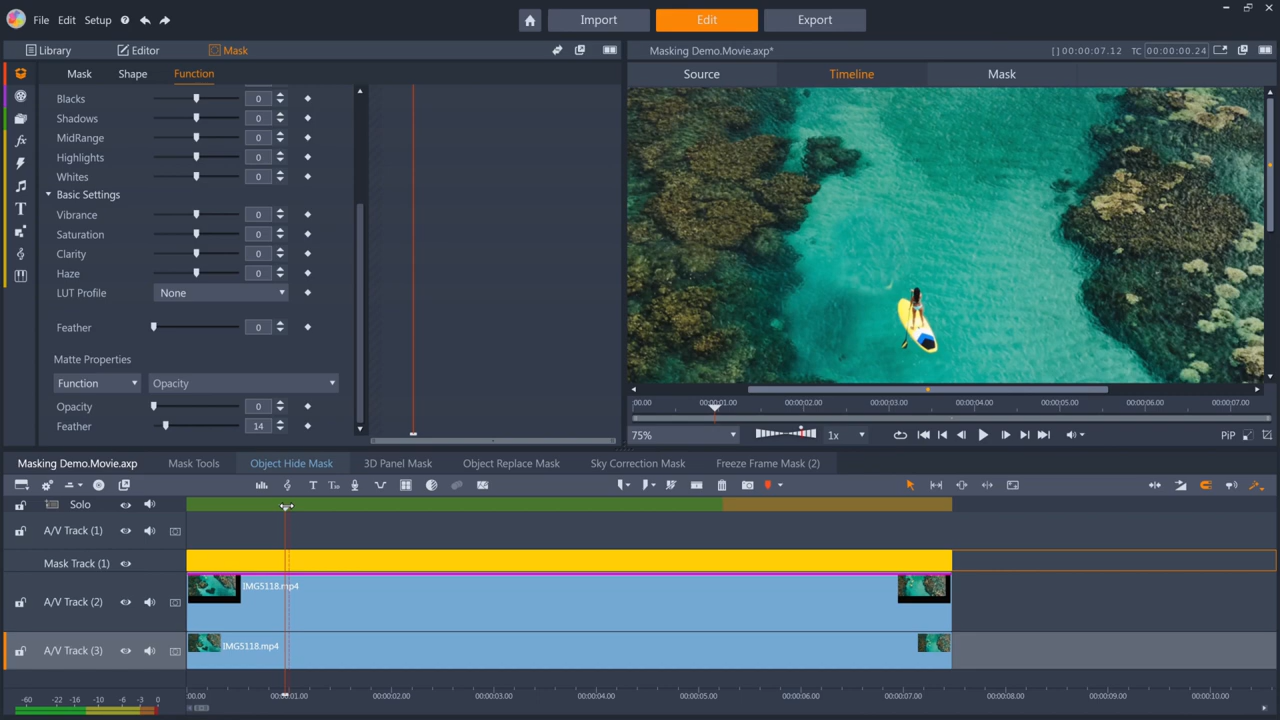 File Edit Setup
Import Edit Export
Library Editor Mask
Masking Demo.Movie.axp* [] 00:00:07.12 TC 00:00:00.24
Mask Shape Function
Source Timeline Mask
Blacks 0
Shadows 0
MidRange 0
Highlights 0
Whites 0
Basic Settings
Vibrance 0
Saturation 0
Clarity 0
Haze 0
LUT Profile None
Feather 0
Matte Properties
Function Opacity
Opacity 0
Feather 14
:00.00 00:00:01.00 00:00:02.00 00:00:03.00 00:00:04.00 00:00:05.00 00:00:06.00 00:00:07.00
75% 1x PiP
Masking Demo.Movie.axp Mask Tools Object Hide Mask 3D Panel Mask Object Replace Mask Sky Correction Mask Freeze Frame Mask (2)
Solo
A/V Track (1)
Mask Track (1)
A/V Track (2) IMG5118.mp4
A/V Track (3) IMG5118.mp4
-60 -22 -16 -10 -6 -3 0
:00.00 00:00:01.00 00:00:02.00 00:00:03.00 00:00:04.00 00:00:05.00 00:00:06.00 00:00:07.00 00:00:08.00 00:00:09.00 00:00:10.00